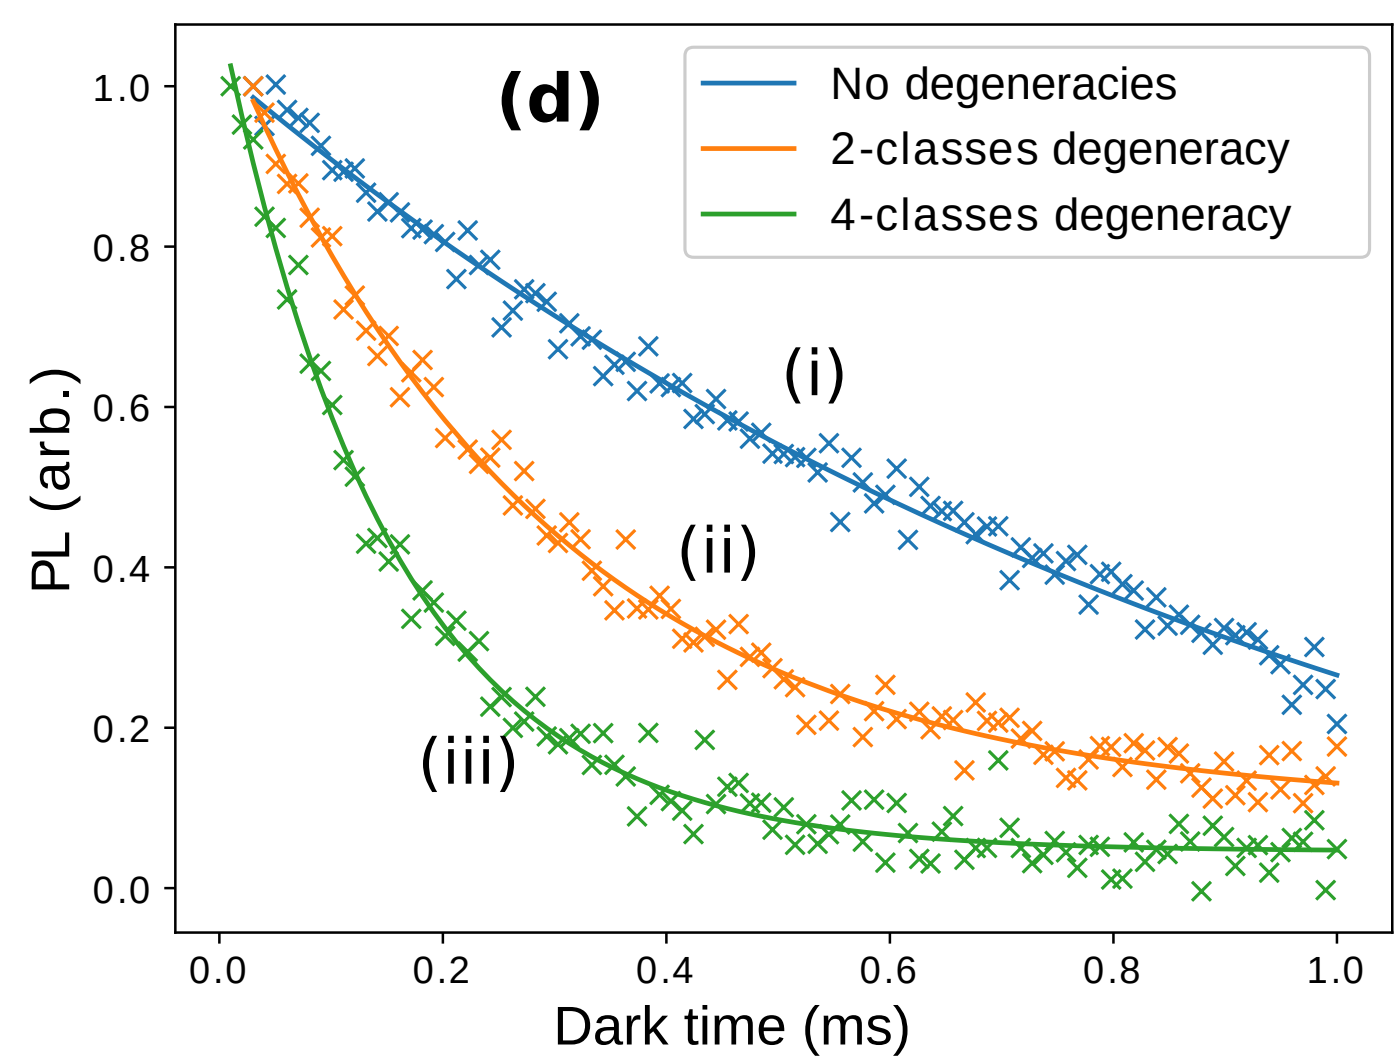 (d)
No degeneracies
2-classes degeneracy
4-classes degeneracy
(i)
(ii)
(iii)
PL (arb.)
1.0
0.8
0.6
0.4
0.2
0.0
0.0 0.2 0.4 0.6 0.8 1.0
Dark time (ms)